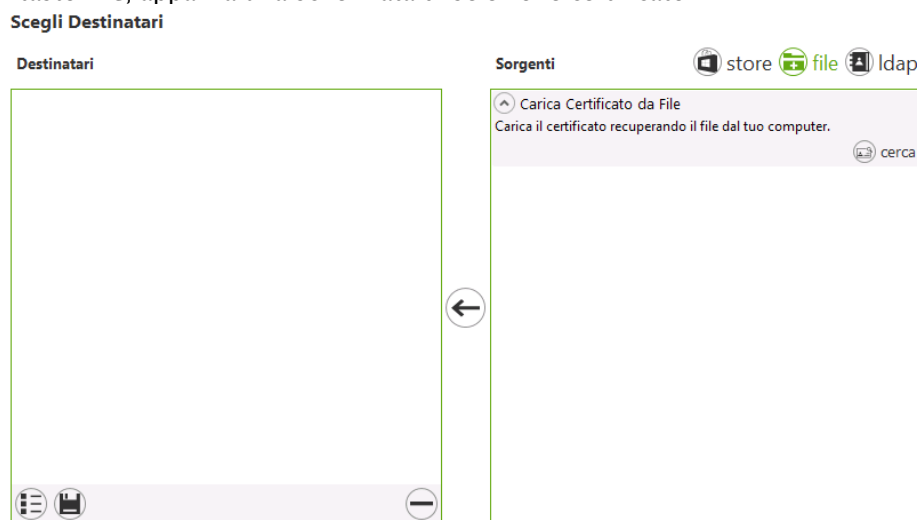 Scegli Destinatari
Destinatari
Sorgenti
store file ldap
Carica Certificato da File
Carica il certificato recuperando il file dal tuo computer.
cerca